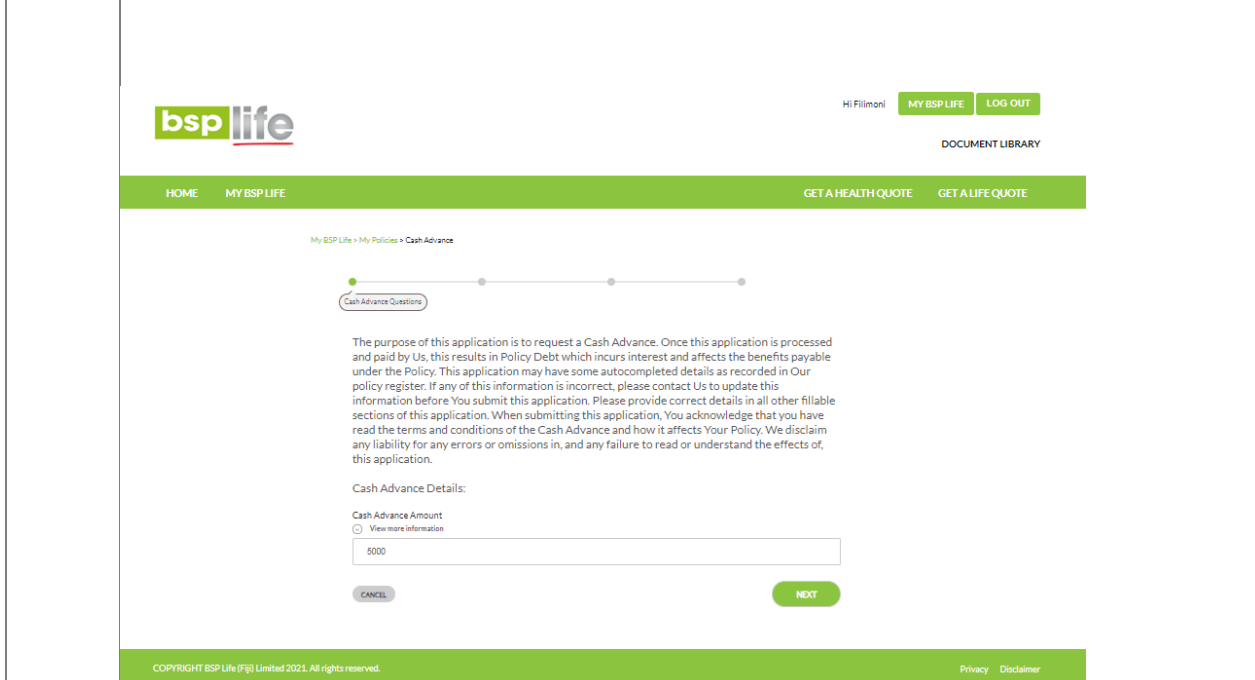 bsp life
Hi Filimoni
MY BSP LIFE
LOG OUT
DOCUMENT LIBRARY
HOME
MY BSP LIFE
GET A HEALTH QUOTE
GET A LIFE QUOTE
My BSP Life > My Policies > Cash Advance
Cash Advance Questions
The purpose of this application is to request a Cash Advance. Once this application is processed
and paid by Us, this results in Policy Debt which incurs interest and affects the benefits payable
under the Policy. This application may have some autocompleted details as recorded in Our
policy register. If any of this information is incorrect, please contact Us to update this
information before You submit this application. Please provide correct details in all other fillable
sections of this application. When submitting this application, You acknowledge that you have
read the terms and conditions of the Cash Advance and how it affects Your Policy. We disclaim
any liability for any errors or omissions in, and any failure to read or understand the effects of,
this application.
Cash Advance Details:
Cash Advance Amount
View more information
5000
CANCEL
NEXT
COPYRIGHT BSP Life (Fiji) Limited 2021. All rights reserved.
Privacy
Disclaimer